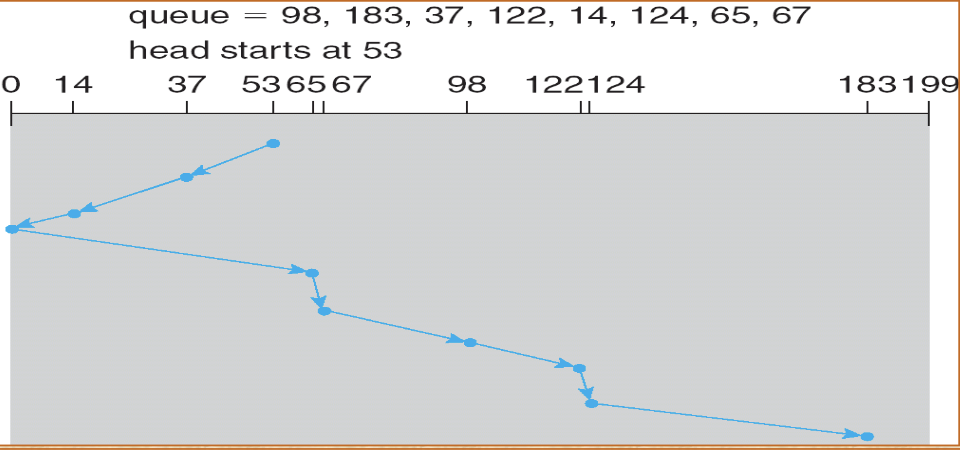 queue = 98, 183, 37, 122, 14, 124, 65, 67
head starts at 53
0 14 37 53 65 67 98 122 124 183 199